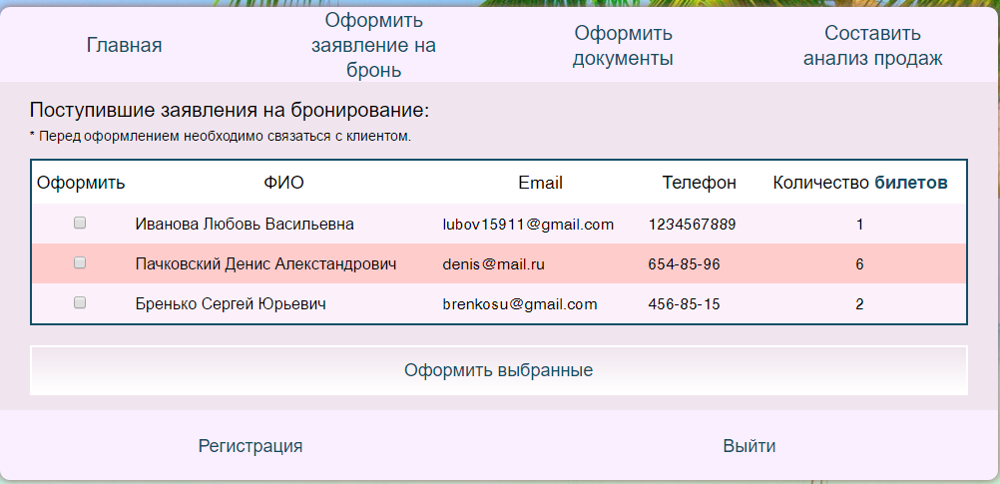 Главная
Оформить
заявление на
бронь
Оформить
документы
Составить
анализ продаж
Поступившие заявления на бронирование:
* Перед оформлением необходимо связаться с клиентом.
Оформить ФИО Email Телефон Количество билетов
Иванова Любовь Васильевна lubov15911@gmail.com 1234567889 1
Пачковский Денис Алекстандрович denis@mail.ru 654-85-96 6
Бренько Сергей Юрьевич brenkosu@gmail.com 456-85-15 2
Оформить выбранные
Регистрация Выйти